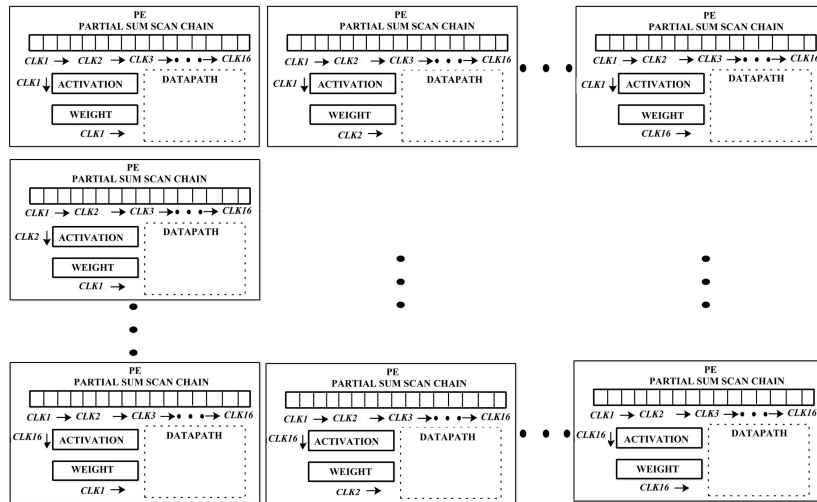 PE
PARTIAL SUM SCAN CHAIN
CLK1 CLK2 CLK3 CLK16
CLK1 ACTIVATION DATAPATH
WEIGHT
CLK1
PE
PARTIAL SUM SCAN CHAIN
CLK1 CLK2 CLK3 CLK16
CLK1 ACTIVATION DATAPATH
WEIGHT
CLK2
PE
PARTIAL SUM SCAN CHAIN
CLK1 CLK2 CLK3 CLK16
CLK1 ACTIVATION DATAPATH
WEIGHT
CLK16
PE
PARTIAL SUM SCAN CHAIN
CLK1 CLK2 CLK3 CLK16
CLK2 ACTIVATION DATAPATH
WEIGHT
CLK1
PE
PARTIAL SUM SCAN CHAIN
CLK1 CLK2 CLK3 CLK16
CLK16 ACTIVATION DATAPATH
WEIGHT
CLK1
PE
PARTIAL SUM SCAN CHAIN
CLK1 CLK2 CLK3 CLK16
CLK16 ACTIVATION DATAPATH
WEIGHT
CLK2
PE
PARTIAL SUM SCAN CHAIN
CLK1 CLK2 CLK3 CLK16
CLK16 ACTIVATION DATAPATH
WEIGHT
CLK16